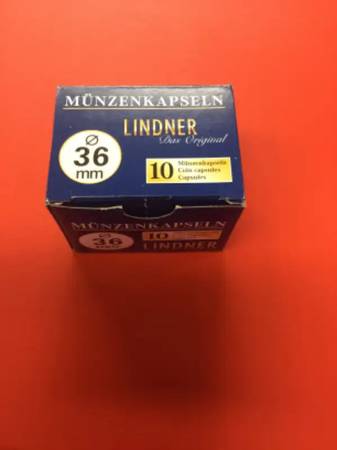 MÜNZENKAPSELN
LINDNER
Das Original
Ø
36
mm
10
Münzenkapseln
Coin capsules
Capsules
MÜNZENKAPSELN
Ø
36
10
LINDNER